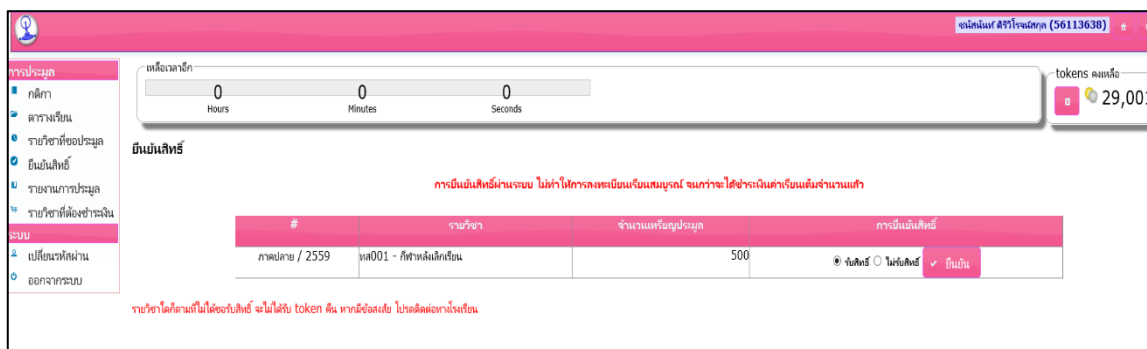 ชนัสนันท์ ศิริวิโรจน์สกุล (56113638)
การประมูล
กติกา
ตารางเรียน
รายวิชาที่ขอประมูล
ยืนยันสิทธิ์
รายงานการประมูล
รายวิชาที่ต้องชำระเงิน
ระบบ
เปลี่ยนรหัสผ่าน
ออกจากระบบ
เหลือเวลาอีก
0 0 0
Hours Minutes Seconds
tokens คงเหลือ
29,001
ยืนยันสิทธิ์
การยืนยันสิทธิ์ผ่านระบบ ไม่ทำให้การลงทะเบียนเรียนสมบูรณ์ จนกว่าจะได้ชำระเงินค่าเรียนเต็มจำนวนแล้ว
# รายวิชา จำนวนเหรียญประมูล การยืนยันสิทธิ์
ภาคปลาย / 2559 ทส001 - กีฬาหลังเลิกเรียน 500 รับสิทธิ์ ไม่รับสิทธิ์ ยืนยัน
รายวิชาใดก็ตามที่ไม่ได้ขอรับสิทธิ์ จะไม่ได้รับ token คืน หากมีข้อสงสัย โปรดติดต่อทางโรงเรียน